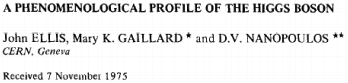 A PHENOMENOLOGICAL PROFILE OF THE HIGGS BOSON
John ELLIS, Mary K. GAILLARD * and D.V. NANOPOULOS **
CERN, Geneva
Received 7 November 1975